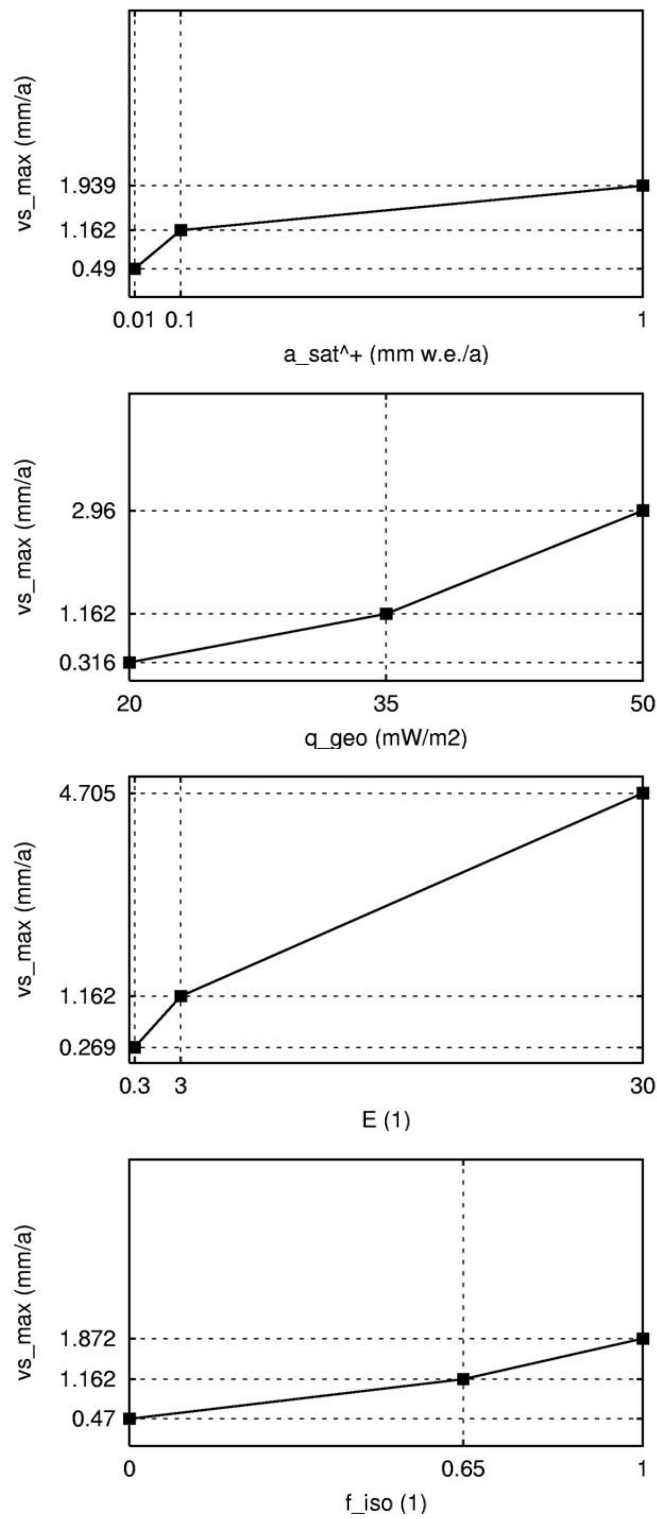 vs_max (mm/a)
1.939
1.162
0.49
0.01 0.1 1
a_sat^+ (mm w.e./a)
vs_max (mm/a)
2.96
1.162
0.316
20 35 50
q_geo (mW/m2)
vs_max (mm/a)
4.705
1.162
0.269
0.3 3 30
E (1)
vs_max (mm/a)
1.872
1.162
0.47
0 0.65 1
f_iso (1)